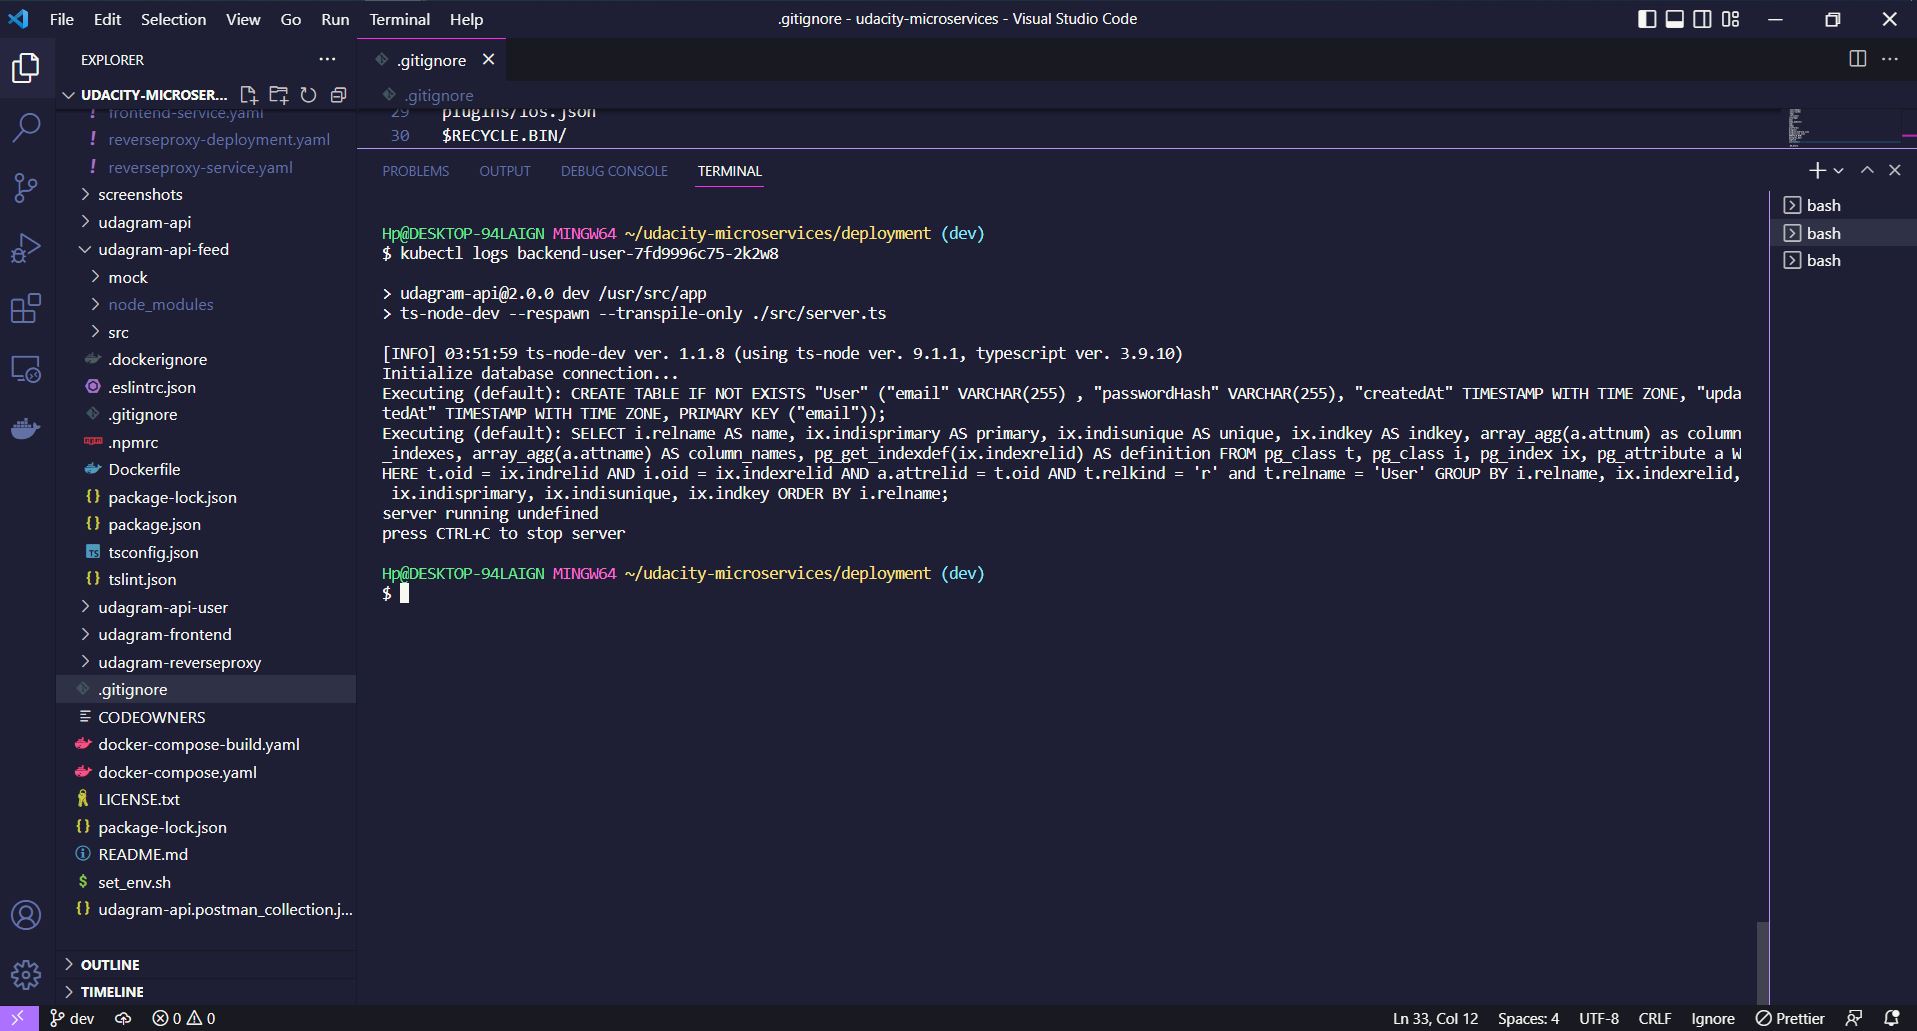 File Edit Selection View Go Run Terminal Help
.gitignore - udacity-microservices - Visual Studio Code
EXPLORER
UDACITY-MICROSER...
frontend-service.yaml
! reverseproxy-deployment.yaml
! reverseproxy-service.yaml
screenshots
udagram-api
udagram-api-feed
mock
node_modules
src
.dockerignore
.eslintrc.json
.gitignore
.npmrc
Dockerfile
{} package-lock.json
{} package.json
TS tsconfig.json
{} tslint.json
udagram-api-user
udagram-frontend
udagram-reverseproxy
.gitignore
CODEOWNERS
docker-compose-build.yaml
docker-compose.yaml
LICENSE.txt
{} package-lock.json
README.md
$ set_env.sh
{} udagram-api.postman_collection.j...
OUTLINE
TIMELINE
.gitignore
.gitignore
29 plugins/ios.json
30 $RECYCLE.BIN/
PROBLEMS OUTPUT DEBUG CONSOLE TERMINAL
Hp@DESKTOP-94LAIGN MINGW64 ~/udacity-microservices/deployment (dev)
$ kubectl logs backend-user-7fd9996c75-2k2w8
> udagram-api@2.0.0 dev /usr/src/app
> ts-node-dev --respawn --transpile-only ./src/server.ts
[INFO] 03:51:59 ts-node-dev ver. 1.1.8 (using ts-node ver. 9.1.1, typescript ver. 3.9.10)
Initialize database connection...
Executing (default): CREATE TABLE IF NOT EXISTS "User" ("email" VARCHAR(255) , "passwordHash" VARCHAR(255), "createdAt" TIMESTAMP WITH TIME ZONE, "upda
tedAt" TIMESTAMP WITH TIME ZONE, PRIMARY KEY ("email"));
Executing (default): SELECT i.relname AS name, ix.indisprimary AS primary, ix.indisunique AS unique, ix.indkey AS indkey, array_agg(a.attnum) as column
_indexes, array_agg(a.attname) AS column_names, pg_get_indexdef(ix.indexrelid) AS definition FROM pg_class t, pg_class i, pg_index ix, pg_attribute a W
HERE t.oid = ix.indrelid AND i.oid = ix.indexrelid AND a.attrelid = t.oid AND t.relkind = 'r' and t.relname = 'User' GROUP BY i.relname, ix.indexrelid,
ix.indisprimary, ix.indisunique, ix.indkey ORDER BY i.relname;
server running undefined
press CTRL+C to stop server
Hp@DESKTOP-94LAIGN MINGW64 ~/udacity-microservices/deployment (dev)
$
bash
bash
bash
dev 0 0
Ln 33, Col 12 Spaces: 4 UTF-8 CRLF Ignore Prettier